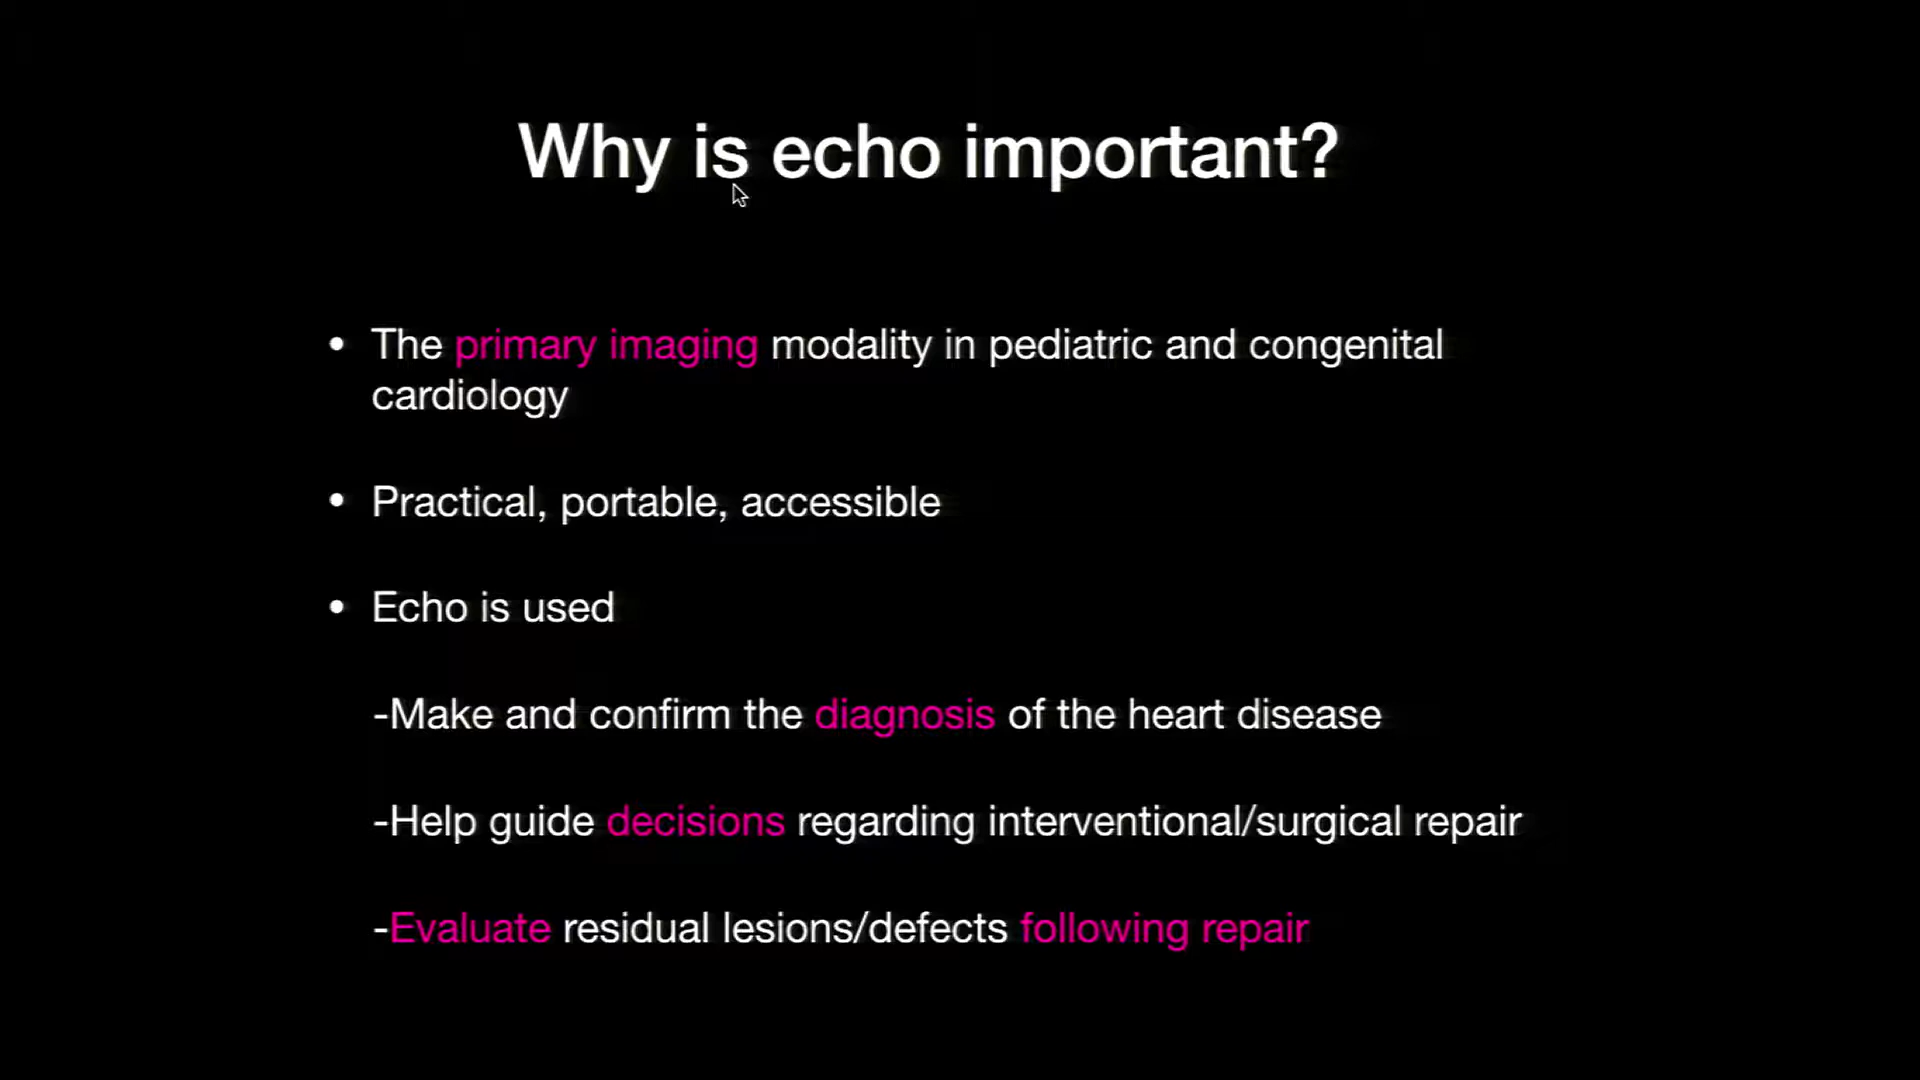 Why is echo important?
• The primary imaging modality in pediatric and congenital
cardiology
• Practical, portable, accessible
• Echo is used
-Make and confirm the diagnosis of the heart disease
-Help guide decisions regarding interventional/surgical repair
-Evaluate residual lesions/defects following repair